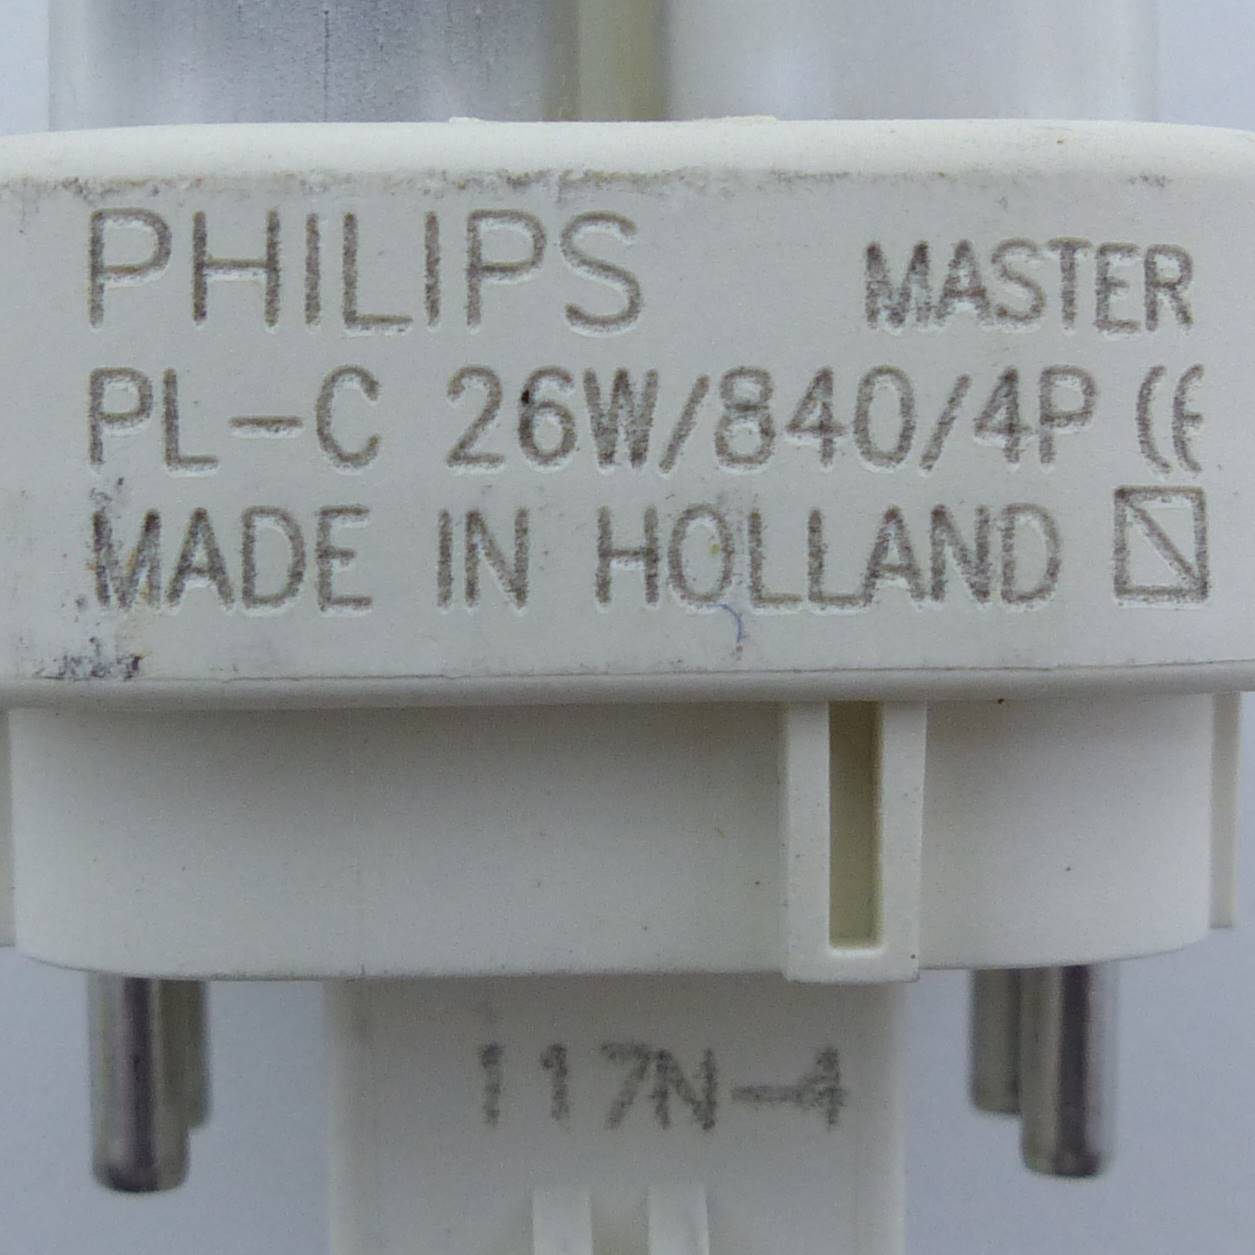 PHILIPS MASTER
PL-C 26W/840/4P CE
MADE IN HOLLAND
117N-4